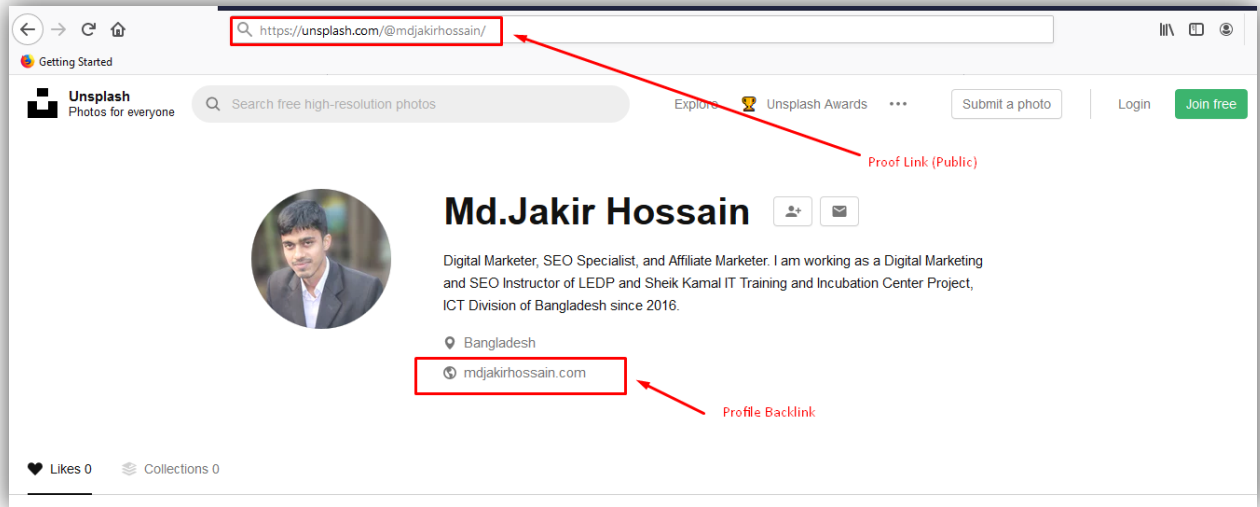 https://unsplash.com/@mdjakirhossain/
Getting Started
Unsplash
Photos for everyone
Search free high-resolution photos
Explore
Unsplash Awards
Submit a photo
Login
Join free
Proof Link (Public)
Md.Jakir Hossain
Digital Marketer, SEO Specialist, and Affiliate Marketer. I am working as a Digital Marketing
and SEO Instructor of LEDP and Sheik Kamal IT Training and Incubation Center Project,
ICT Division of Bangladesh since 2016.
Bangladesh
mdjakirhossain.com
Profile Backlink
Likes 0
Collections 0